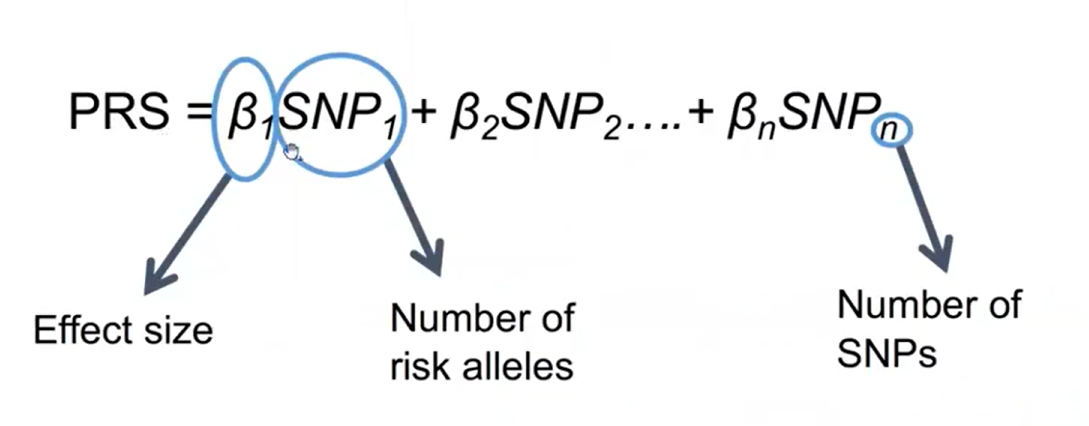 PRS = β₁SNP₁ + β₂SNP₂.... + βₙSNPₙ
Effect size
Number of
risk alleles
Number of
SNPs